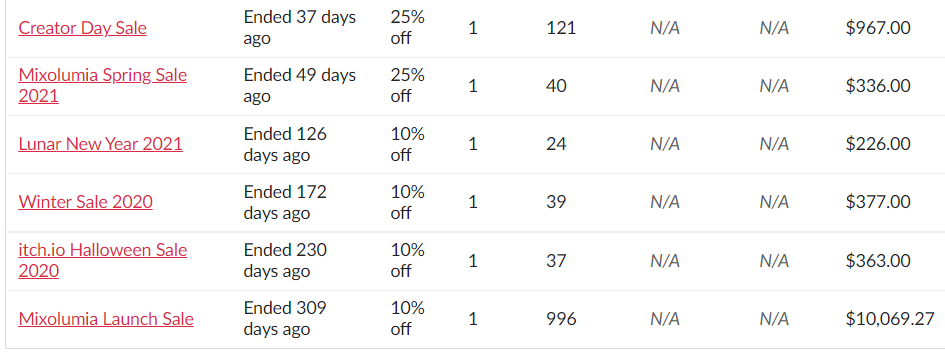 Creator Day Sale Ended 37 days ago 25% off 1 121 N/A N/A $967.00
Mixolumia Spring Sale 2021 Ended 49 days ago 25% off 1 40 N/A N/A $336.00
Lunar New Year 2021 Ended 126 days ago 10% off 1 24 N/A N/A $226.00
Winter Sale 2020 Ended 172 days ago 10% off 1 39 N/A N/A $377.00
itch.io Halloween Sale 2020 Ended 230 days ago 10% off 1 37 N/A N/A $363.00
Mixolumia Launch Sale Ended 309 days ago 10% off 1 996 N/A N/A $10,069.27